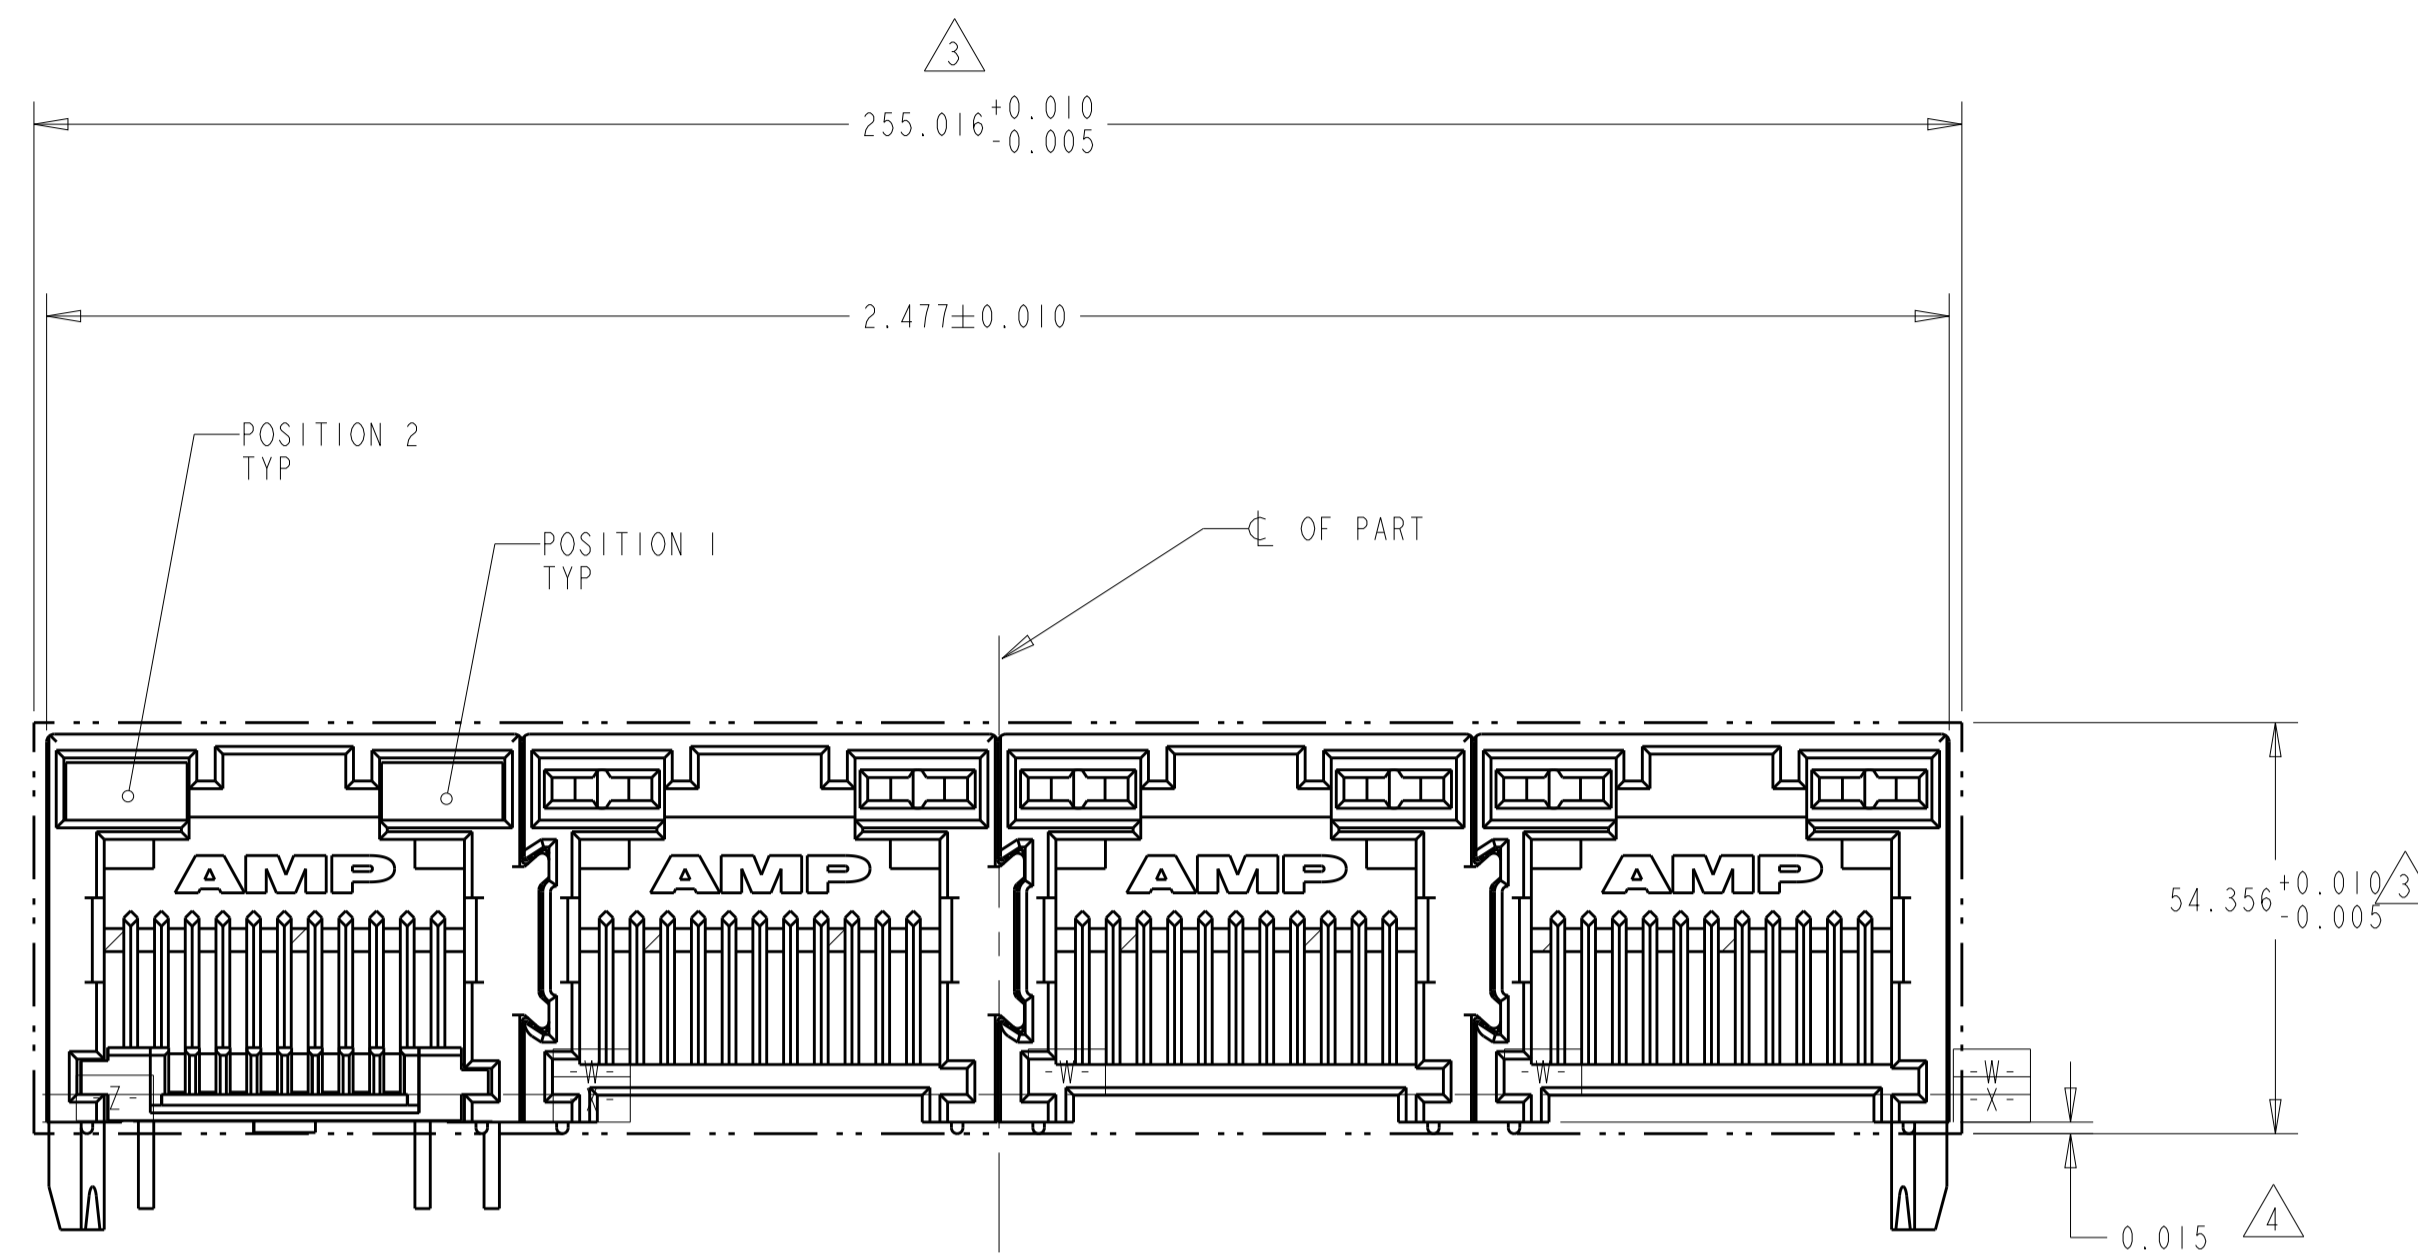 3
255.016 +0.010
-0.005
2.477±0.010
POSITION 2
TYP
POSITION 1
TYP
℄ OF PART
AMP AMP AMP AMP
54.356 +0.010
-0.005
3
-Z-
-W-
-X-
-W-
-W-
-W-
-X-
0.015
4